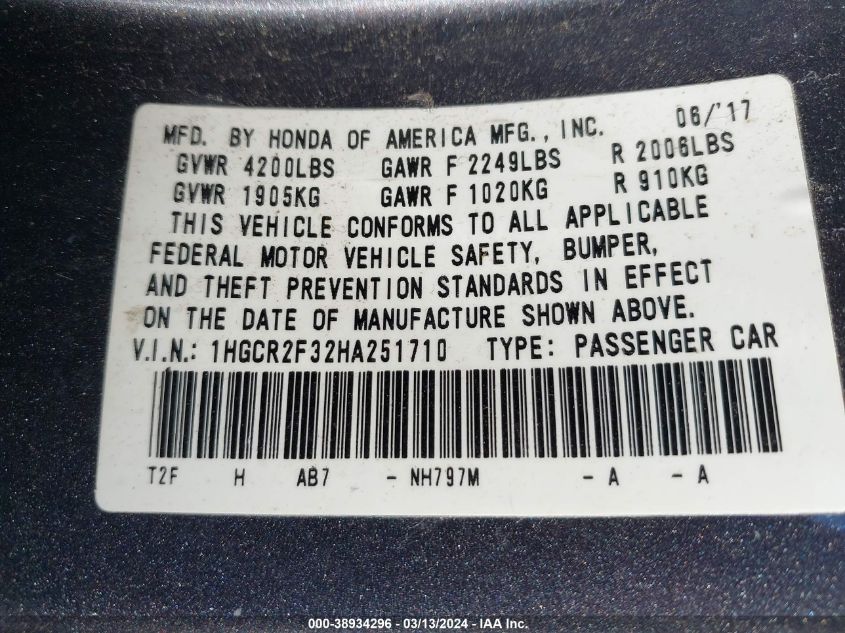 MFD. BY HONDA OF AMERICA MFG., INC. 06/'17
GVWR 4200LBS GAWR F 2249LBS R 2006LBS
GVWR 1905KG GAWR F 1020KG R 910KG
THIS VEHICLE CONFORMS TO ALL APPLICABLE
FEDERAL MOTOR VEHICLE SAFETY, BUMPER,
AND THEFT PREVENTION STANDARDS IN EFFECT
ON THE DATE OF MANUFACTURE SHOWN ABOVE.
V.I.N.: 1HGCR2F32HA251710 TYPE: PASSENGER CAR
T2F H AB7 - NH797M - A - A
000-38934296 - 03/13/2024 - IAA Inc.